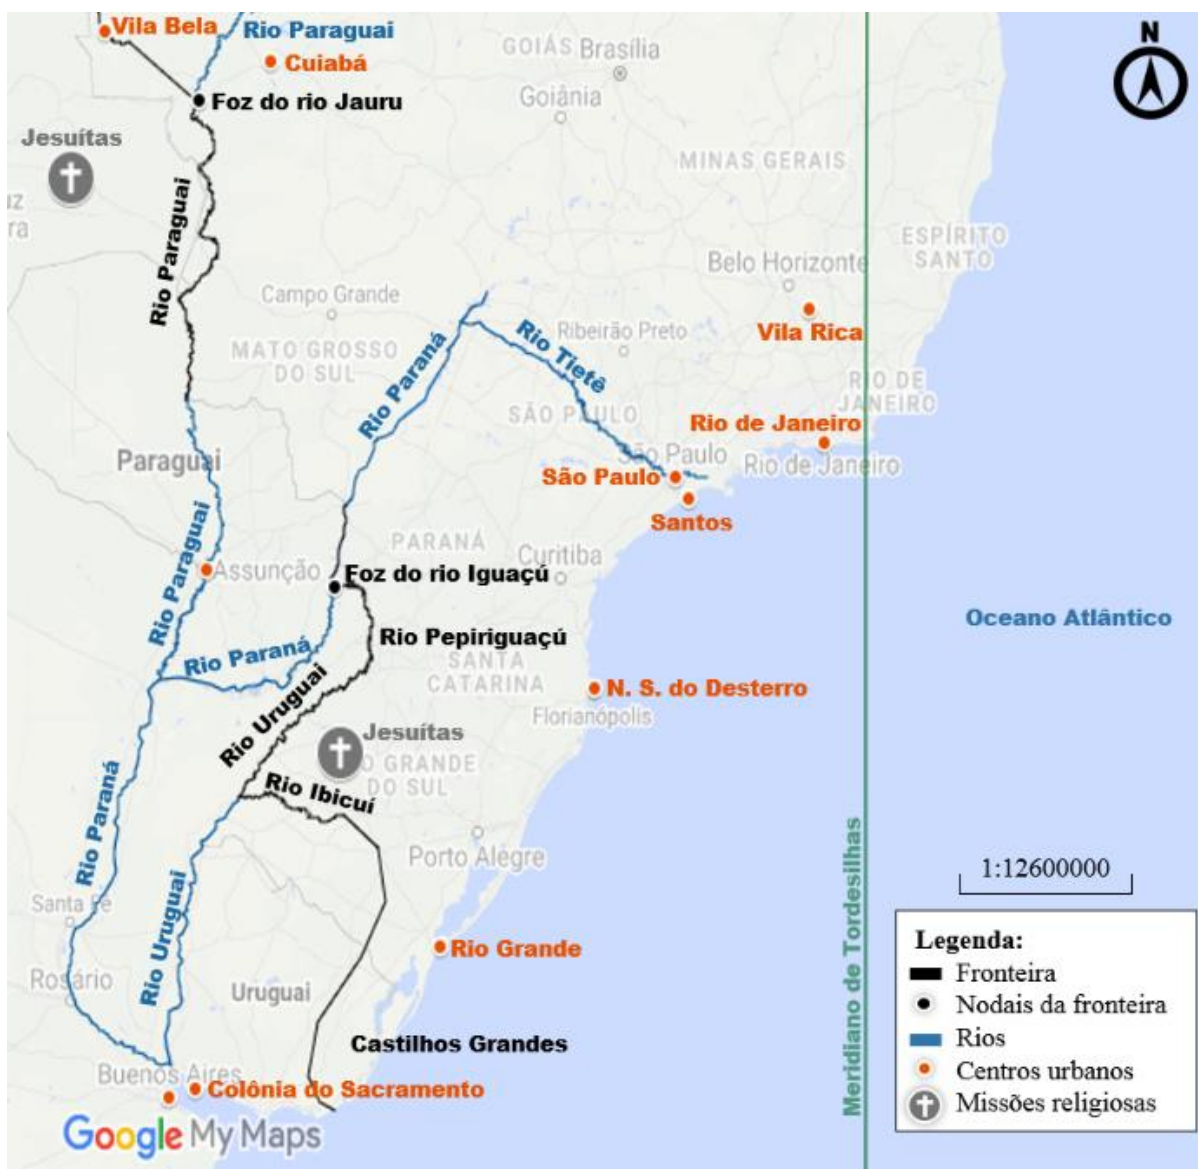 Vila Bela
Rio Paraguai
Cuiabá
GOIÁS
Brasília
N
Foz do rio Jauru
Goiânia
Jesuítas
MINAS GERAIS
uz
ra
Rio Paraguai
ESPÍRITO
SANTO
Belo Horizonte
Campo Grande
Vila Rica
Rio Tietê
Ribeirão Preto
Rio Paraná
MATO GROSSO
DO SUL
RIO DE
JANEIRO
SÃO PAULO
Rio de Janeiro
São Paulo
Rio de Janeiro
Paraguai
São Paulo
Santos
Rio Paraguai
PARANÁ
Curitiba
Assunção
Foz do rio Iguaçú
Oceano Atlântico
Rio Pepiriguaçú
Rio Paraná
SANTA
CATARINA
N. S. do Desterro
Florianópolis
Rio Uruguai
Jesuítas
O GRANDE
DO SUL
Rio Ibicuí
Rio Paraná
Porto Alegre
Meridiano de Tordesilhas
1:12600000
Santa Fé
Rio Uruguai
Rio Grande
Rosário
Uruguai
Castilhos Grandes
Buenos Aires
Colônia do Sacramento
Google My Maps
Legenda:
Fronteira
Nodais da fronteira
Rios
Centros urbanos
Missões religiosas